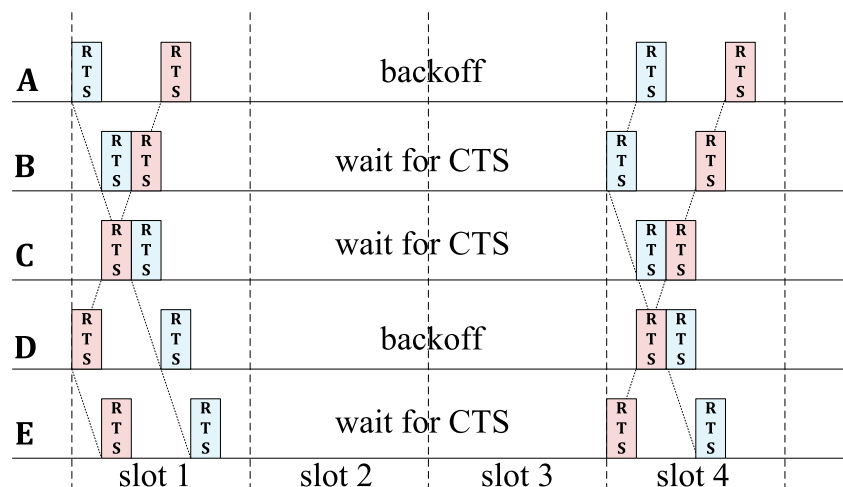 A
RTS
RTS
backoff
RTS
RTS
B
RTS
RTS
wait for CTS
RTS
RTS
C
RTS
RTS
wait for CTS
RTS
RTS
D
RTS
RTS
backoff
RTS
RTS
E
RTS
RTS
wait for CTS
RTS
RTS
slot 1
slot 2
slot 3
slot 4